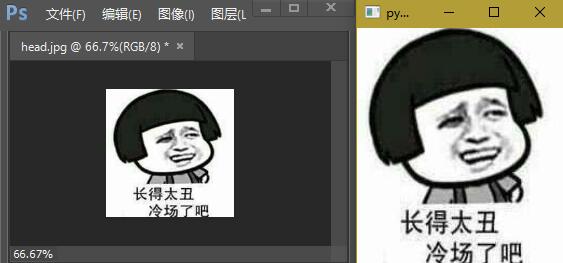 Ps 文件(F) 编辑(E) 图像(I) 图层(L
head.jpg @ 66.7%(RGB/8) * ×
长得太丑
冷场了吧
66.67%
py...
长得太丑
冷场了吧